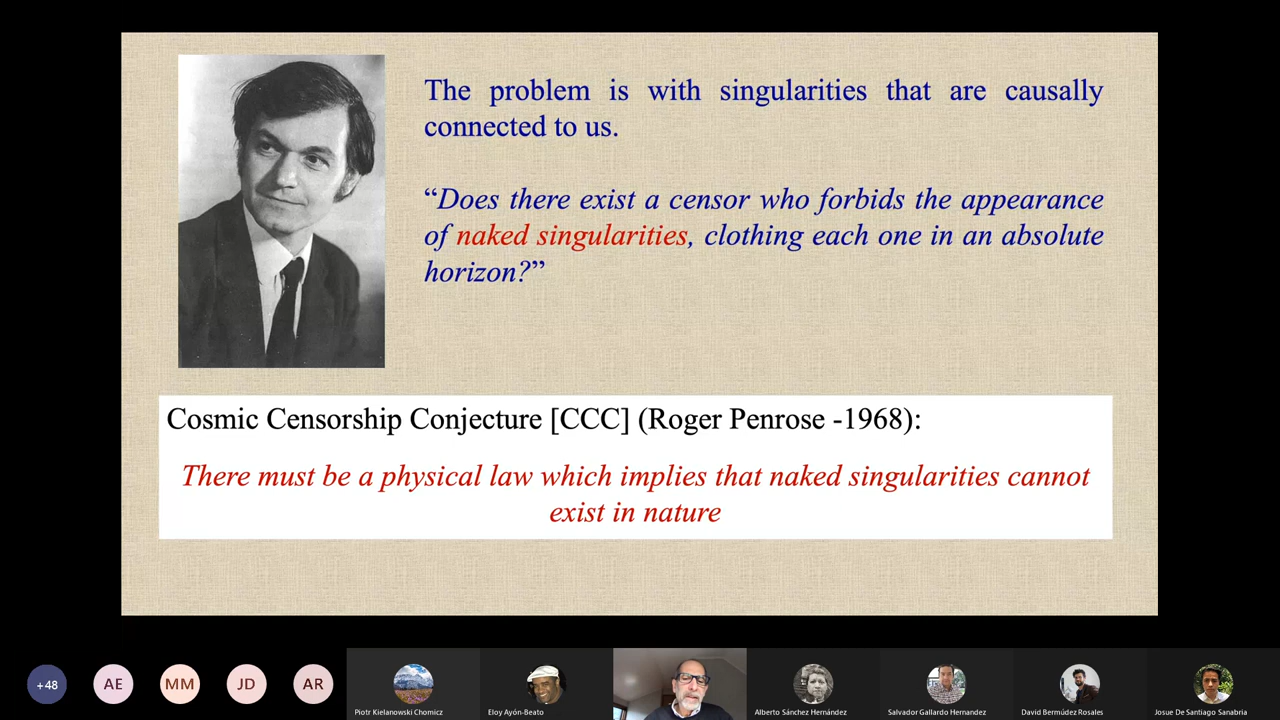 The problem is with singularities that are causally
connected to us.
“Does there exist a censor who forbids the appearance
of naked singularities, clothing each one in an absolute
horizon?”
Cosmic Censorship Conjecture [CCC] (Roger Penrose -1968):
There must be a physical law which implies that naked singularities cannot
exist in nature
+48
AE
MM
JD
AR
Piotr Kielanowski Chomicz
Eloy Ayón-Beato
Alberto Sánchez Hernández
Salvador Gallardo Hernandez
David Bermúdez Rosales
Josue De Santiago Sanabria